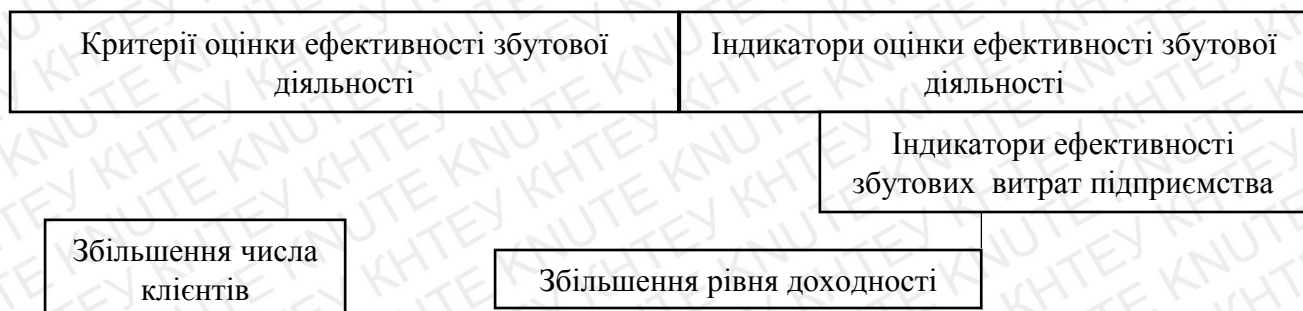 Критерії оцінки ефективності збутової
діяльності
Індикатори оцінки ефективності збутової
діяльності
Індикатори ефективності
збутових витрат підприємства
Збільшення числа
клієнтів
Збільшення рівня доходності